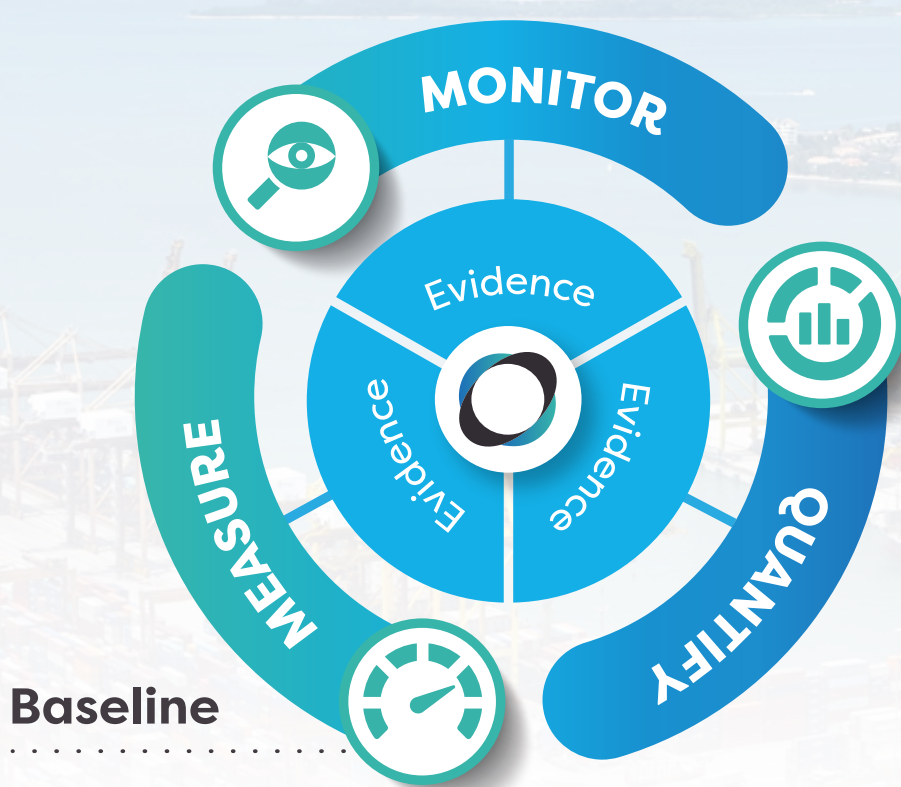 MONITOR
Evidence
Evidence
Evidence
MEASURE
QUANTIFY
Baseline